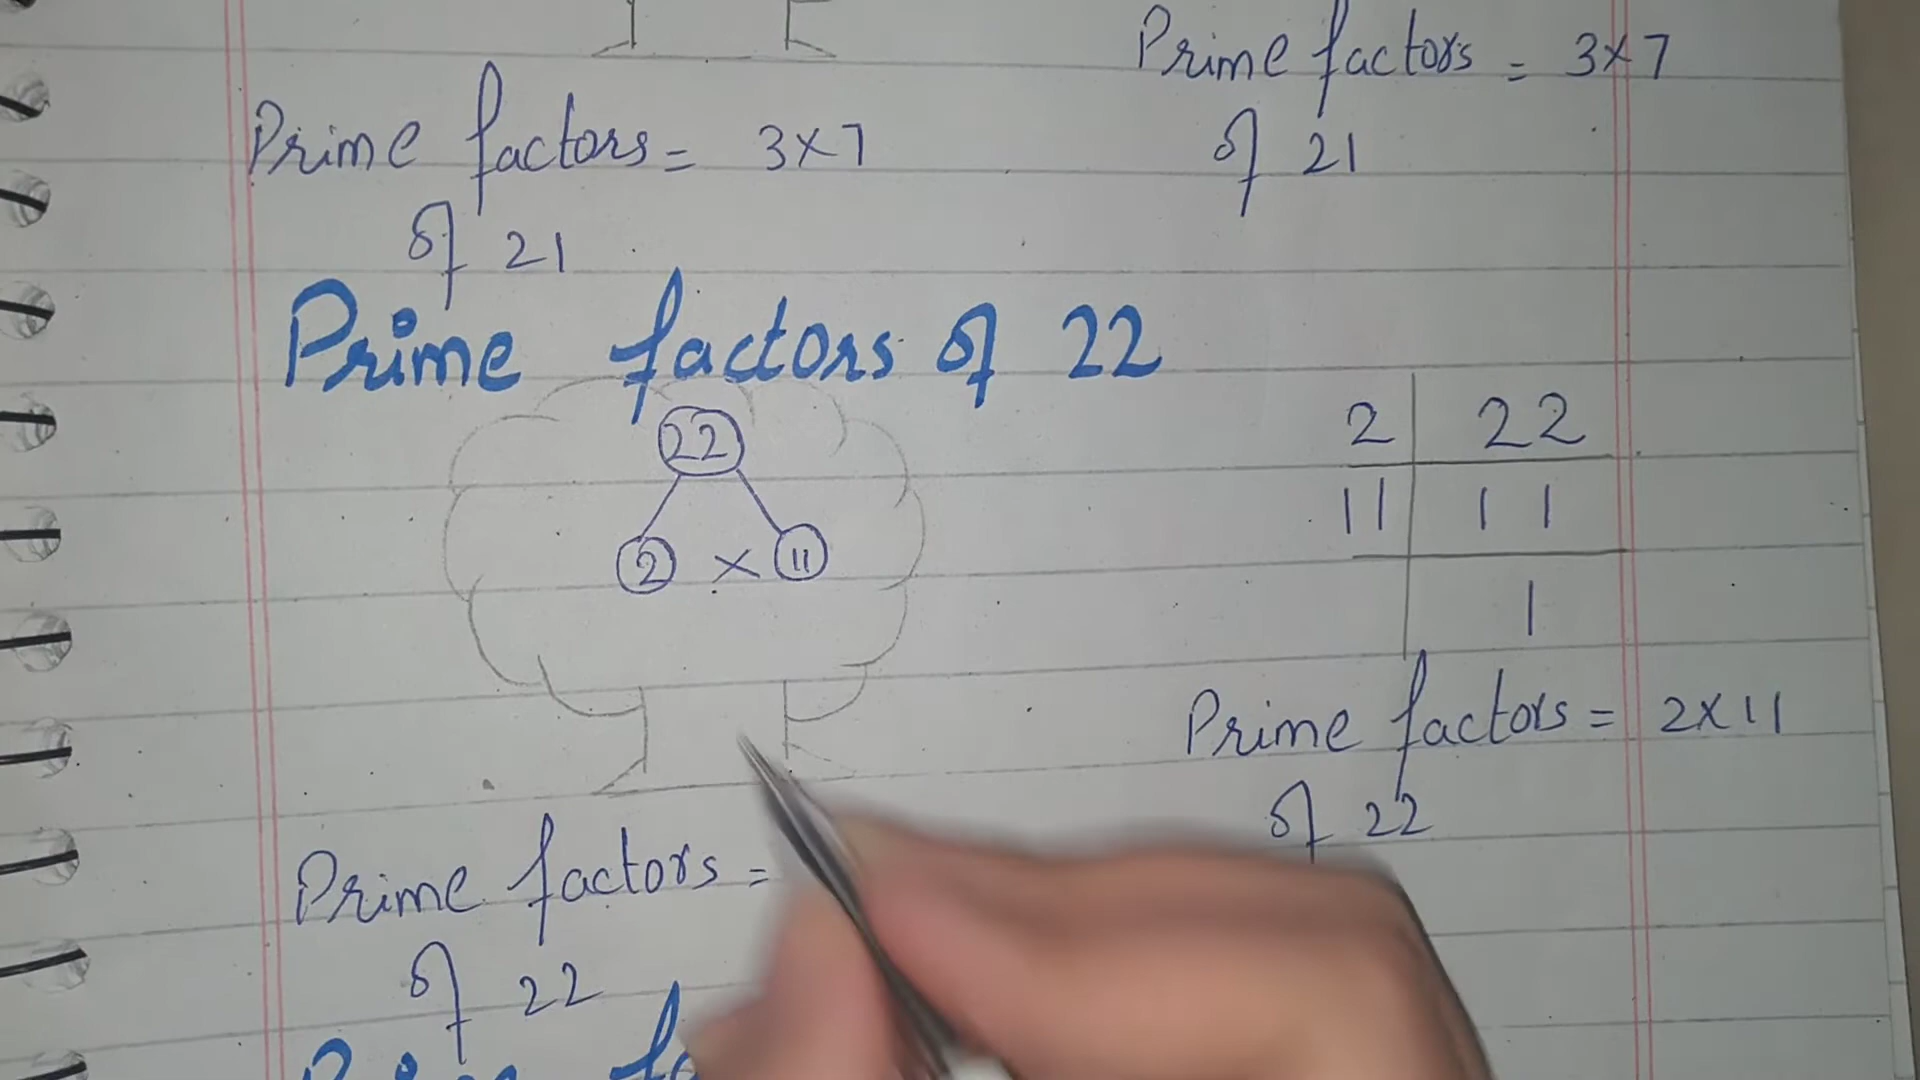 Prime factors = 3×7
of 21
Prime factors = 3×7
of 21
Prime factors of 22
22
2 × 11
2 | 22
11 | 11
1
Prime factors = 2×11
of 22
Prime factors =
of 22